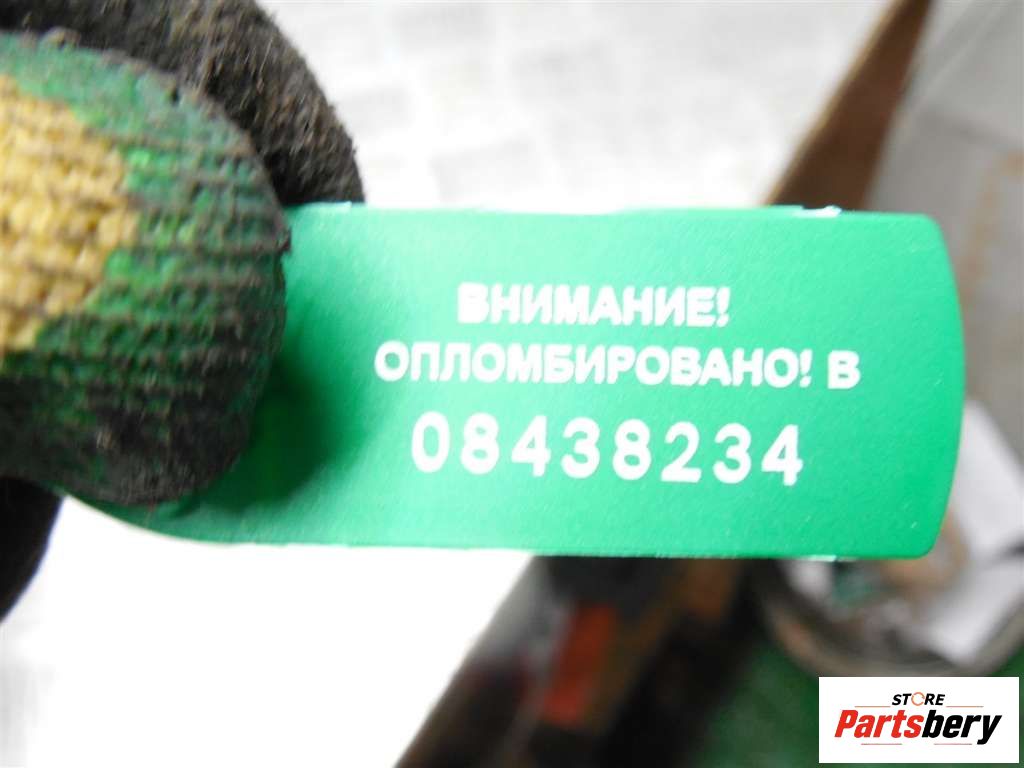 ВНИМАНИЕ!
ОПЛОМБИРОВАНО! В
08438234
STORE
Partsbery